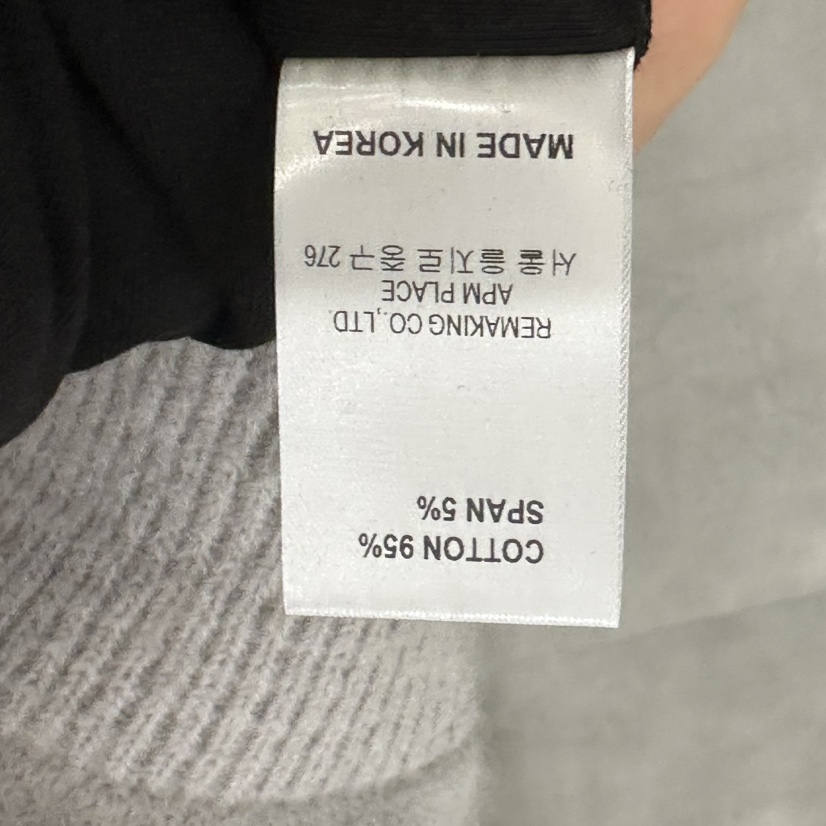 COTTON 95%
SPAN 5%
REMAKING CO.,LTD.
APM PLACE
서울 을지로 중구 276
MADE IN KOREA